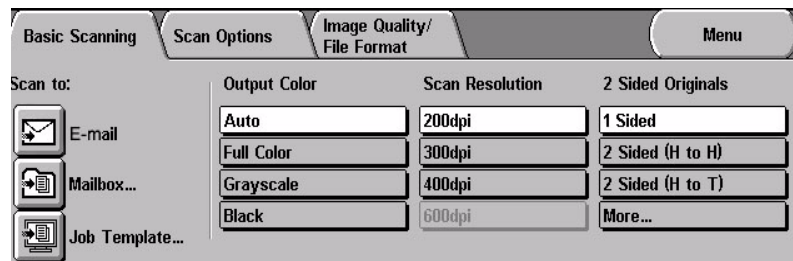 Basic Scanning
Scan Options
Image Quality/
File Format
Menu
Scan to:
E-mail
Mailbox...
Job Template...
Output Color
Auto
Full Color
Grayscale
Black
Scan Resolution
200dpi
300dpi
400dpi
600dpi
2 Sided Originals
1 Sided
2 Sided (H to H)
2 Sided (H to T)
More...